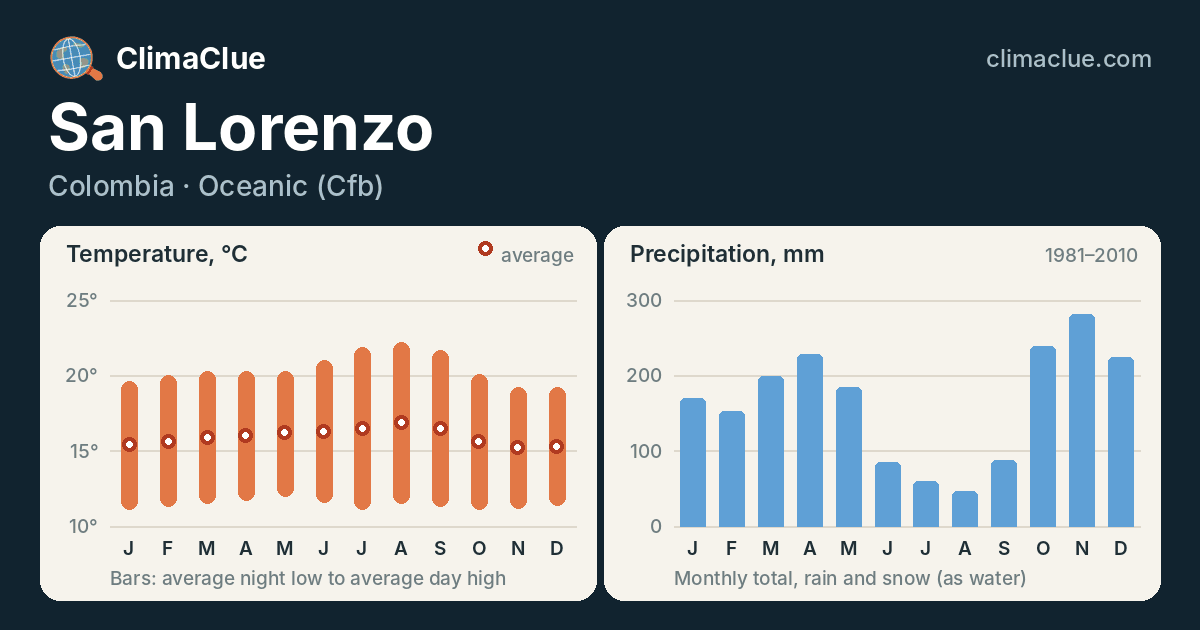 ClimaClue
climaclue.com
San Lorenzo
Colombia · Oceanic (Cfb)
Temperature, °C
average
25°
20°
15°
10°
J F M A M J J A S O N D
Bars: average night low to average day high
Precipitation, mm
1981–2010
300
200
100
0
J F M A M J J A S O N D
Monthly total, rain and snow (as water)